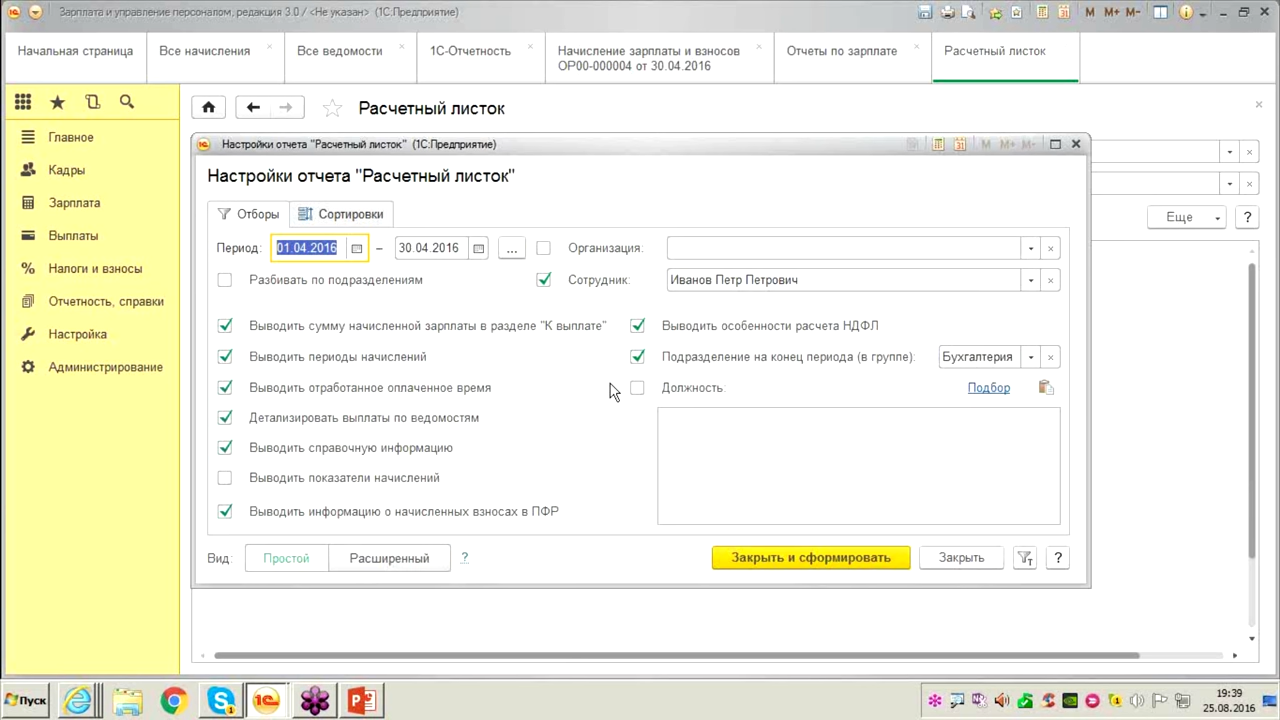 Зарплата и управление персоналом, редакция 3.0 / <Не указан> (1С:Предприятие)
M M+ M-
Начальная страница
Все начисления
Все ведомости
1С-Отчетность
Начисление зарплаты и взносов
ОР00-000004 от 30.04.2016
Отчеты по зарплате
Расчетный листок
Главное
Кадры
Зарплата
Выплаты
Налоги и взносы
Отчетность, справки
Настройка
Администрирование
Расчетный листок
Еще
?
Настройки отчета "Расчетный листок" (1С:Предприятие)
M M+ M-
Настройки отчета "Расчетный листок"
Отборы
Сортировки
Период: 01.04.2016 – 30.04.2016 ... Организация:
Разбивать по подразделениям
Сотрудник: Иванов Петр Петрович
Выводить сумму начисленной зарплаты в разделе "К выплате"
Выводить особенности расчета НДФЛ
Выводить периоды начислений
Подразделение на конец периода (в группе): Бухгалтерия
Выводить отработанное оплаченное время
Должность:
Подбор
Детализировать выплаты по ведомостям
Выводить справочную информацию
Выводить показатели начислений
Выводить информацию о начисленных взносах в ПФР
Вид: Простой Расширенный ?
Закрыть и сформировать
Закрыть
?
Пуск
19:39
25.08.2016